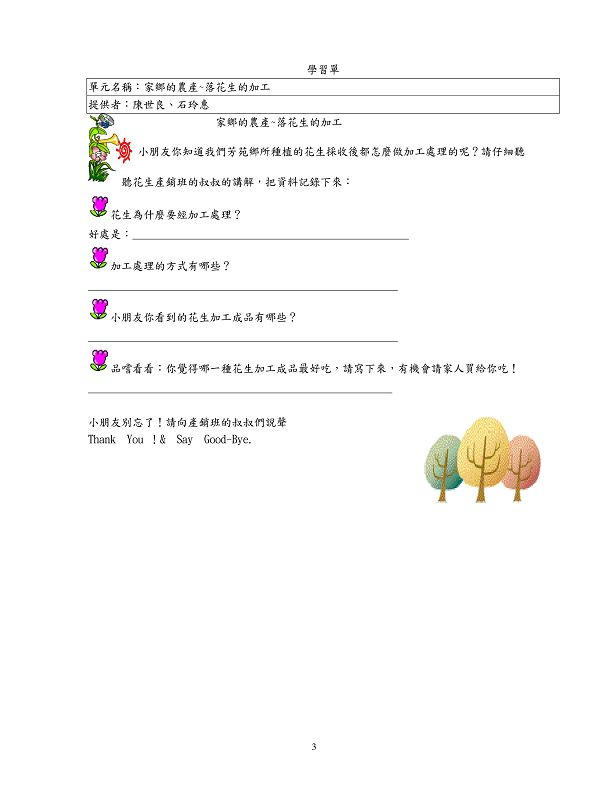 學習單
單元名稱：家鄉的農產~落花生的加工
提供者：陳世良、石玲惠
家鄉的農產~落花生的加工
小朋友你知道我們芳苑鄉所種植的花生採收後都怎麼做加工處理的呢？請仔細聽
聽花生產銷班的叔叔的講解，把資料記錄下來：
花生為什麼要經加工處理？
好處是：
加工處理的方式有哪些？
小朋友你看到的花生加工成品有哪些？
品嚐看看：你覺得哪一種花生加工成品最好吃，請寫下來，有機會請家人買給你吃！
小朋友別忘了！請向產銷班的叔叔們說聲
Thank You ！& Say Good-Bye.
3